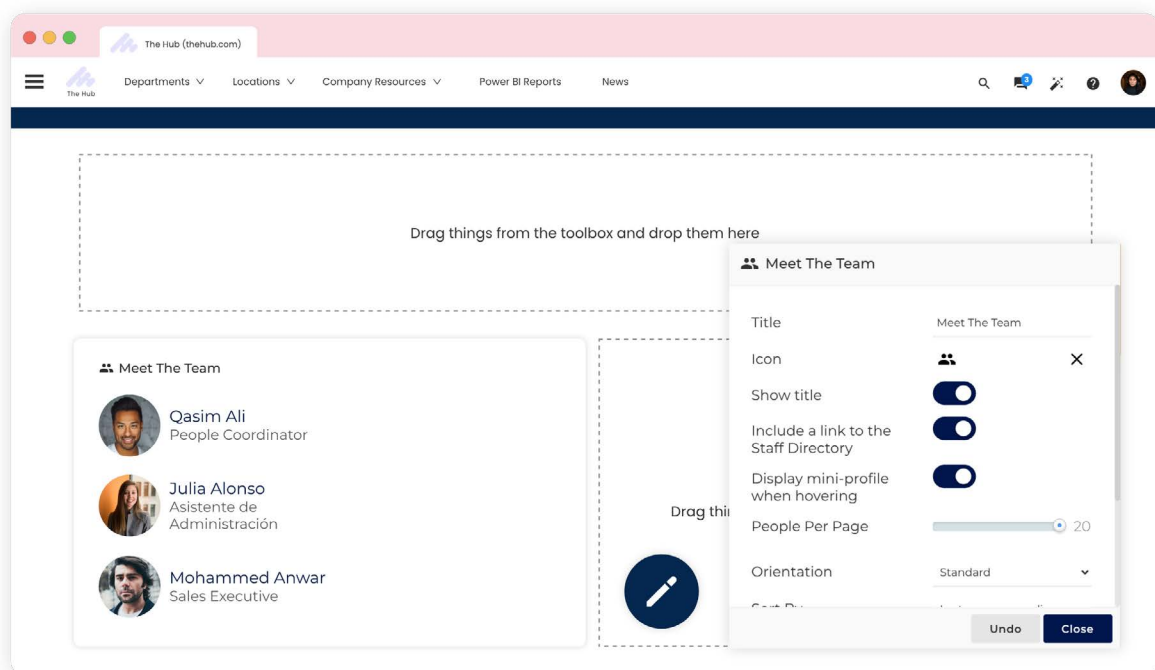 The Hub (thehub.com)
The Hub
Departments
Locations
Company Resources
Power BI Reports
News
3
Drag things from the toolbox and drop them here
Meet The Team
Qasim Ali
People Coordinator
Julia Alonso
Asistente de
Administración
Mohammed Anwar
Sales Executive
Drag
Meet The Team
Title
Meet The Team
Icon
Show title
Include a link to the
Staff Directory
Display mini-profile
when hovering
People Per Page
20
Orientation
Standard
Sort By
Undo
Close